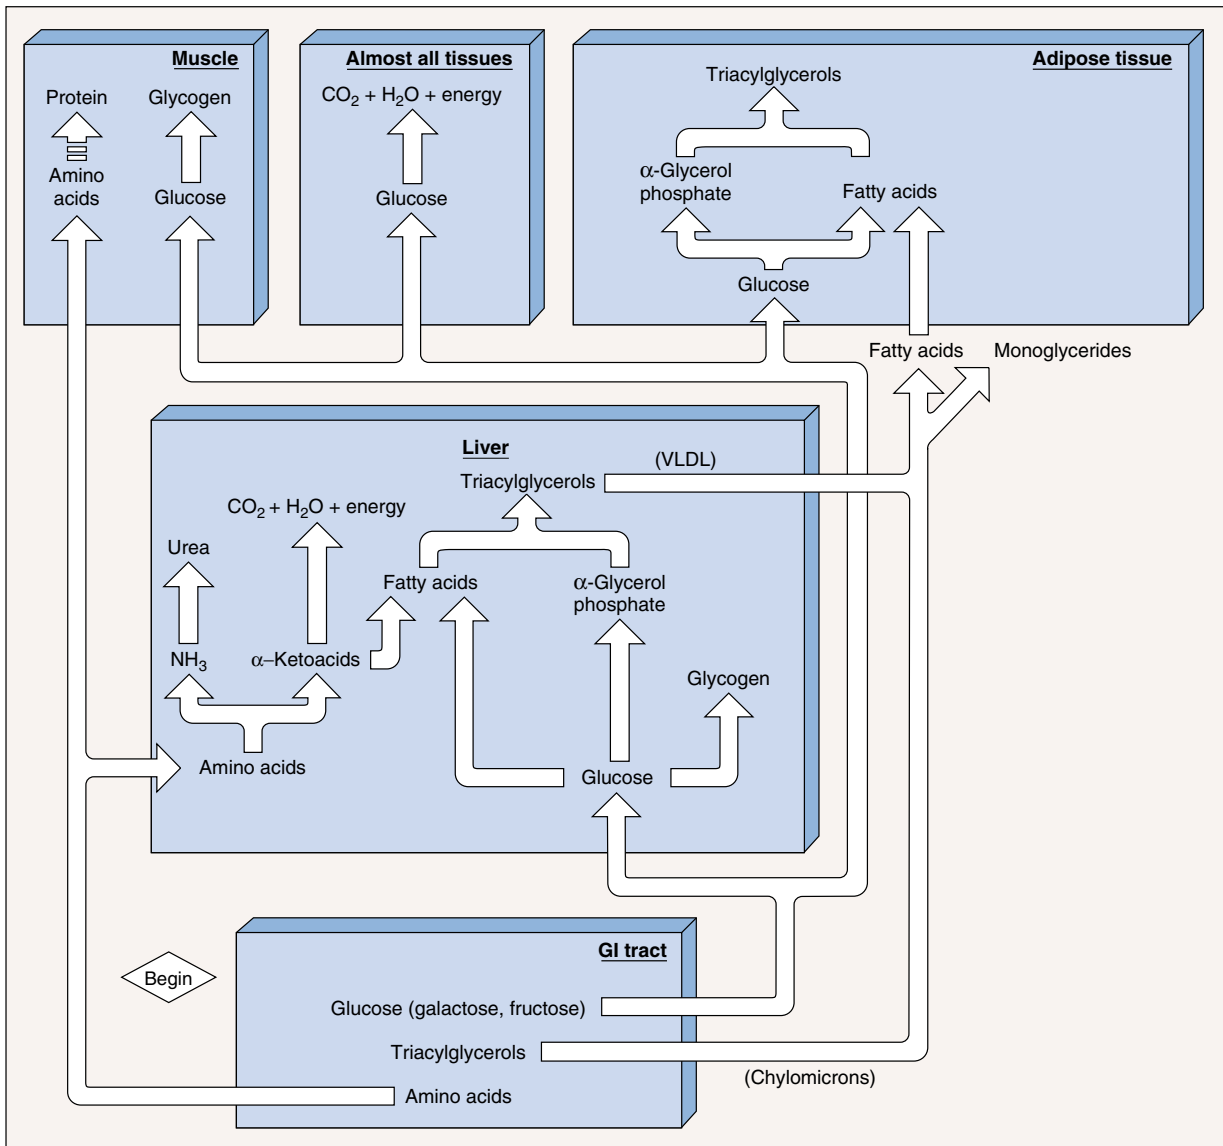 Muscle
Protein
Glycogen
Amino
acids
Glucose
Almost all tissues
CO₂ + H₂O + energy
Glucose
Adipose tissue
Triacylglycerols
α-Glycerol
phosphate
Fatty acids
Glucose
Fatty acids
Monoglycerides
Liver
(VLDL)
Triacylglycerols
CO₂ + H₂O + energy
Urea
Fatty acids
α-Glycerol
phosphate
NH₃
α–Ketoacids
Glycogen
Amino acids
Glucose
GI tract
Begin
Glucose (galactose, fructose)
Triacylglycerols
(Chylomicrons)
Amino acids